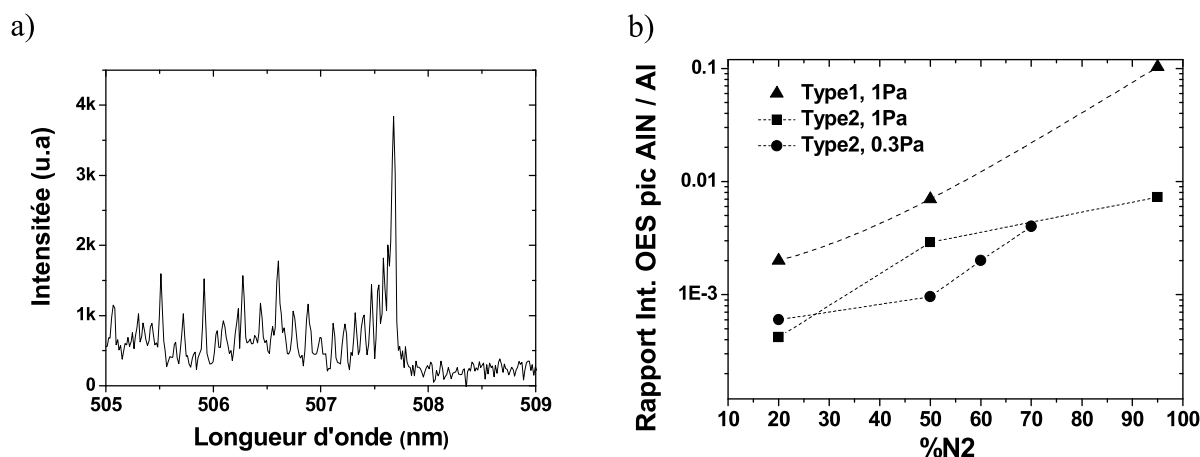 a)
Intensitée (u.a)
4k
3k
2k
1k
0
505
506
507
508
509
Longueur d'onde (nm)
b)
Rapport Int. OES pic AlN / Al
0.1
0.01
1E-3
Type1, 1Pa
Type2, 1Pa
Type2, 0.3Pa
10
20
30
40
50
60
70
80
90
100
%N2